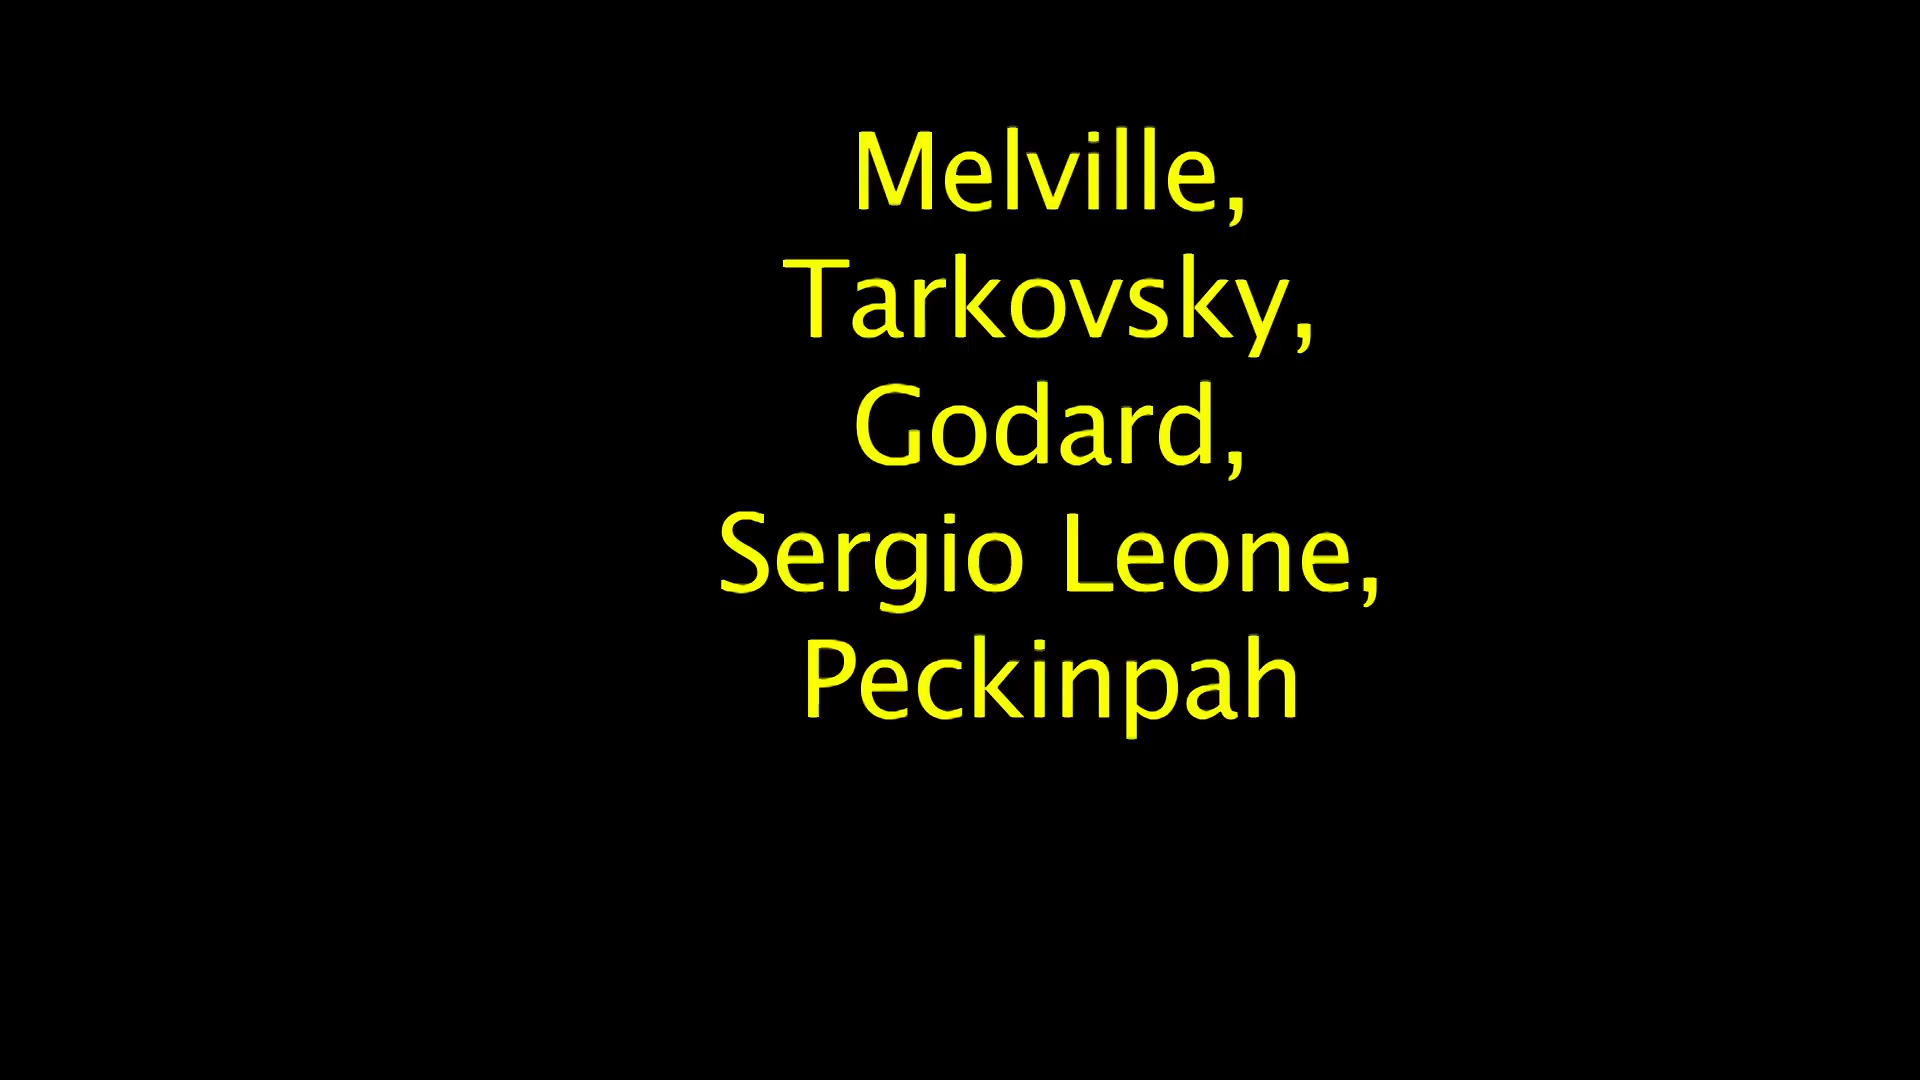 Melville,
Tarkovsky,
Godard,
Sergio Leone,
Peckinpah